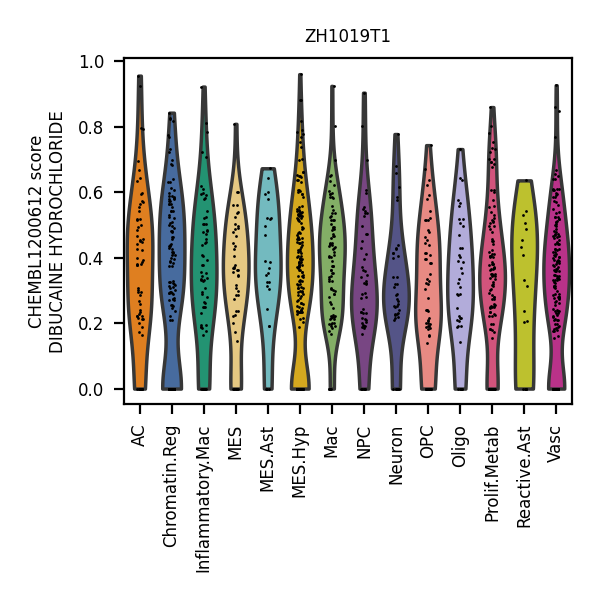 ZH1019T1
CHEMBL1200612 score
DIBUCAINE HYDROCHLORIDE
1.0
0.8
0.6
0.4
0.2
0.0
AC
Chromatin.Reg
Inflammatory.Mac
MES
MES.Ast
MES.Hyp
Mac
NPC
Neuron
OPC
Oligo
Prolif.Metab
Reactive.Ast
Vasc